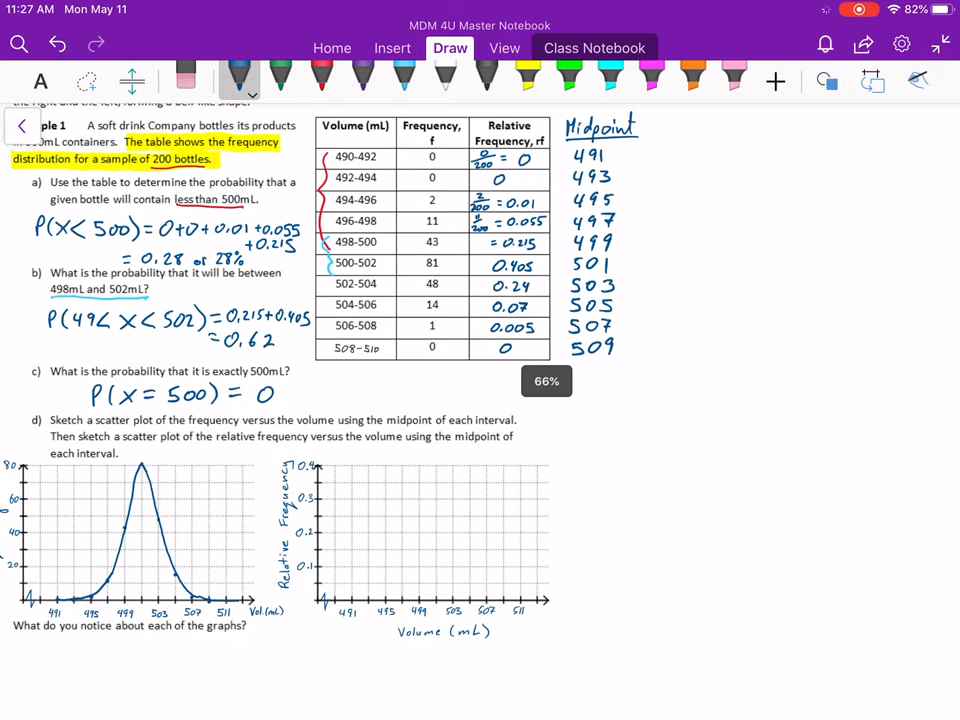 11:27 AM Mon May 11
82%
MDM 4U Master Notebook
Home Insert Draw View Class Notebook
A
the right and the left, forming a bell-like shape.
ple 1 A soft drink Company bottles its products
mL containers. The table shows the frequency
distribution for a sample of 200 bottles.
a) Use the table to determine the probability that a
given bottle will contain less than 500mL.
P(X < 500) = 0+0+0.01+0.055
+0.215
= 0.28 or 28%
b) What is the probability that it will be between
498mL and 502mL?
P(49< X < 502) = 0.215+0.405
= 0.62
c) What is the probability that it is exactly 500mL?
P(X = 500) = 0
Volume (mL) Frequency, f Relative Frequency, rf Midpoint
490-492 0 0/200 = 0 491
492-494 0 0 493
494-496 2 2/200 = 0.01 495
496-498 11 11/200 = 0.055 497
498-500 43 = 0.215 499
500-502 81 0.405 501
502-504 48 0.24 503
504-506 14 0.07 505
506-508 1 0.005 507
508-510 0 0 509
66%
d) Sketch a scatter plot of the frequency versus the volume using the midpoint of each interval.
Then sketch a scatter plot of the relative frequency versus the volume using the midpoint of
each interval.
80
60
40
20
491 495 499 503 507 511 Vol.(mL)
Relative Frequency
0.4
0.3
0.2
0.1
491 495 499 503 507 511
Volume (mL)
What do you notice about each of the graphs?